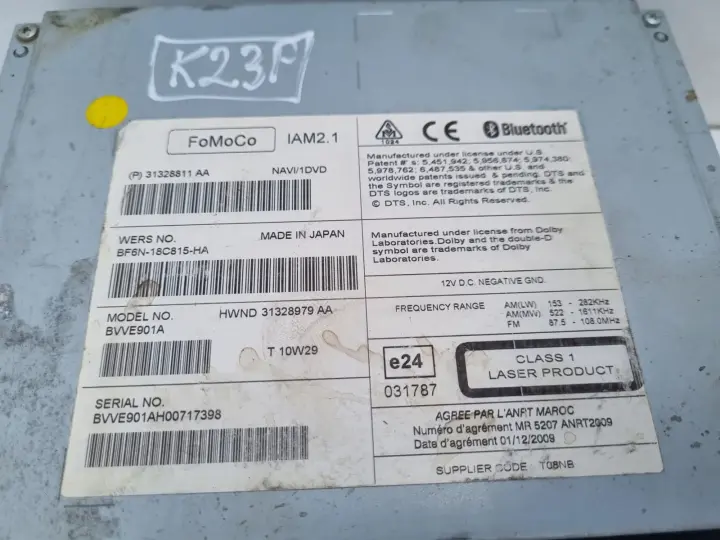 K23F
FoMoCo IAM2.1
(P) 31328811 AA NAVI/1DVD
WERS NO. MADE IN JAPAN
BF6N-18C815-HA
MODEL NO. HWND 31328979 AA
BVVE901A
T 10W29
SERIAL NO.
BVVE901AH00717398
1024 CE Bluetooth
Manufactured under license under U.S.
Patent #'s: 5,451,942; 5,956,674; 5,974,380;
5,978,762; 6,487,535 & other U.S. and
worldwide patents issued & pending. DTS and
the Symbol are registered trademarks & the
DTS logos are trademarks of DTS, Inc.
© DTS, Inc. All Rights Reserved.
Manufactured under license from Dolby
Laboratories.Dolby and the double-D
symbol are trademarks of Dolby
Laboratories.
12V D.C. NEGATIVE GND.
FREQUENCY RANGE AM(LW) 153 - 282KHz
AM(MW) 522 - 1611KHz
FM 87.5 - 108.0MHz
e24
031787
CLASS 1
LASER PRODUCT
AGREE PAR L'ANRT MAROC
Numéro d'agrément MR 5207 ANRT2009
Date d'agrément 01/12/2009
SUPPLIER CODE T08NB